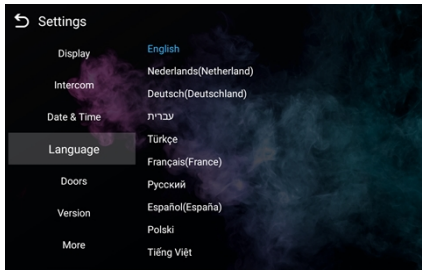 Settings
Display
Intercom
Date & Time
Language
Doors
Version
More
English
Nederlands(Netherland)
Deutsch(Deutschland)
עברית
Türkçe
Français(France)
Русский
Español(España)
Polski
Tiếng Việt